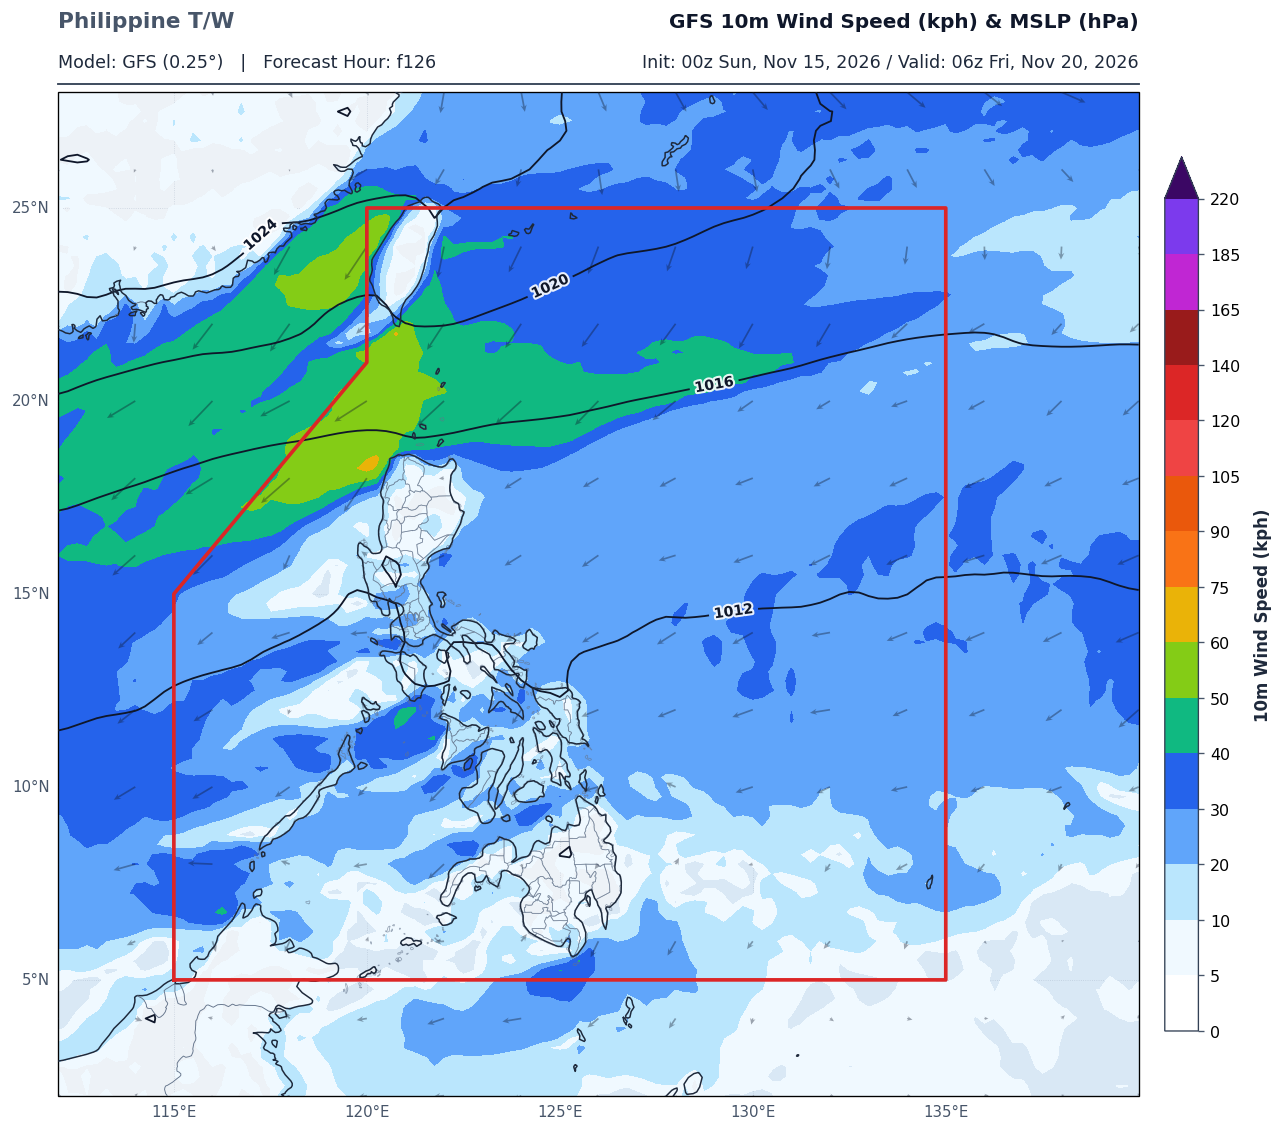 Philippine T/W
GFS 10m Wind Speed (kph) & MSLP (hPa)
Model: GFS (0.25°)   |   Forecast Hour: f126
Init: 00z Sun, Nov 15, 2026 / Valid: 06z Fri, Nov 20, 2026
25°N
20°N
15°N
10°N
5°N
115°E
120°E
125°E
130°E
135°E
1024
1020
1016
1012
220
185
165
140
120
105
90
75
60
50
40
30
20
10
5
0
10m Wind Speed (kph)